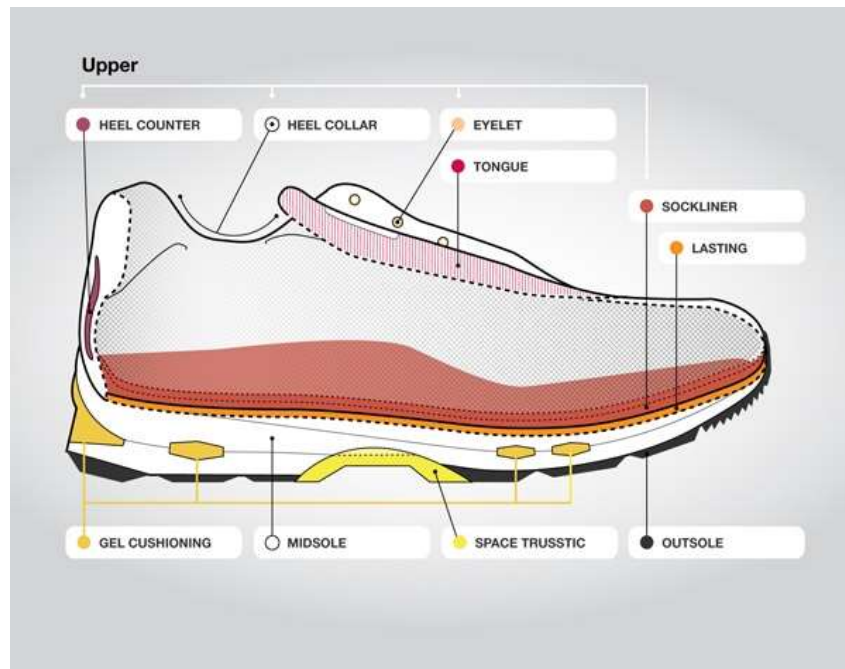 Upper
HEEL COUNTER
HEEL COLLAR
EYELET
TONGUE
SOCKLINER
LASTING
GEL CUSHIONING
MIDSOLE
SPACE TRUSSTIC
OUTSOLE